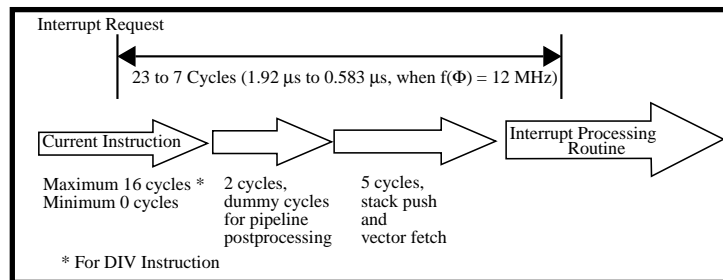 Interrupt Request
23 to 7 Cycles (1.92 μs to 0.583 μs, when f(Φ) = 12 MHz)
Current Instruction
Interrupt Processing
Routine
Maximum 16 cycles *
Minimum 0 cycles
2 cycles,
dummy cycles
for pipeline
postprocessing
5 cycles,
stack push
and
vector fetch
* For DIV Instruction